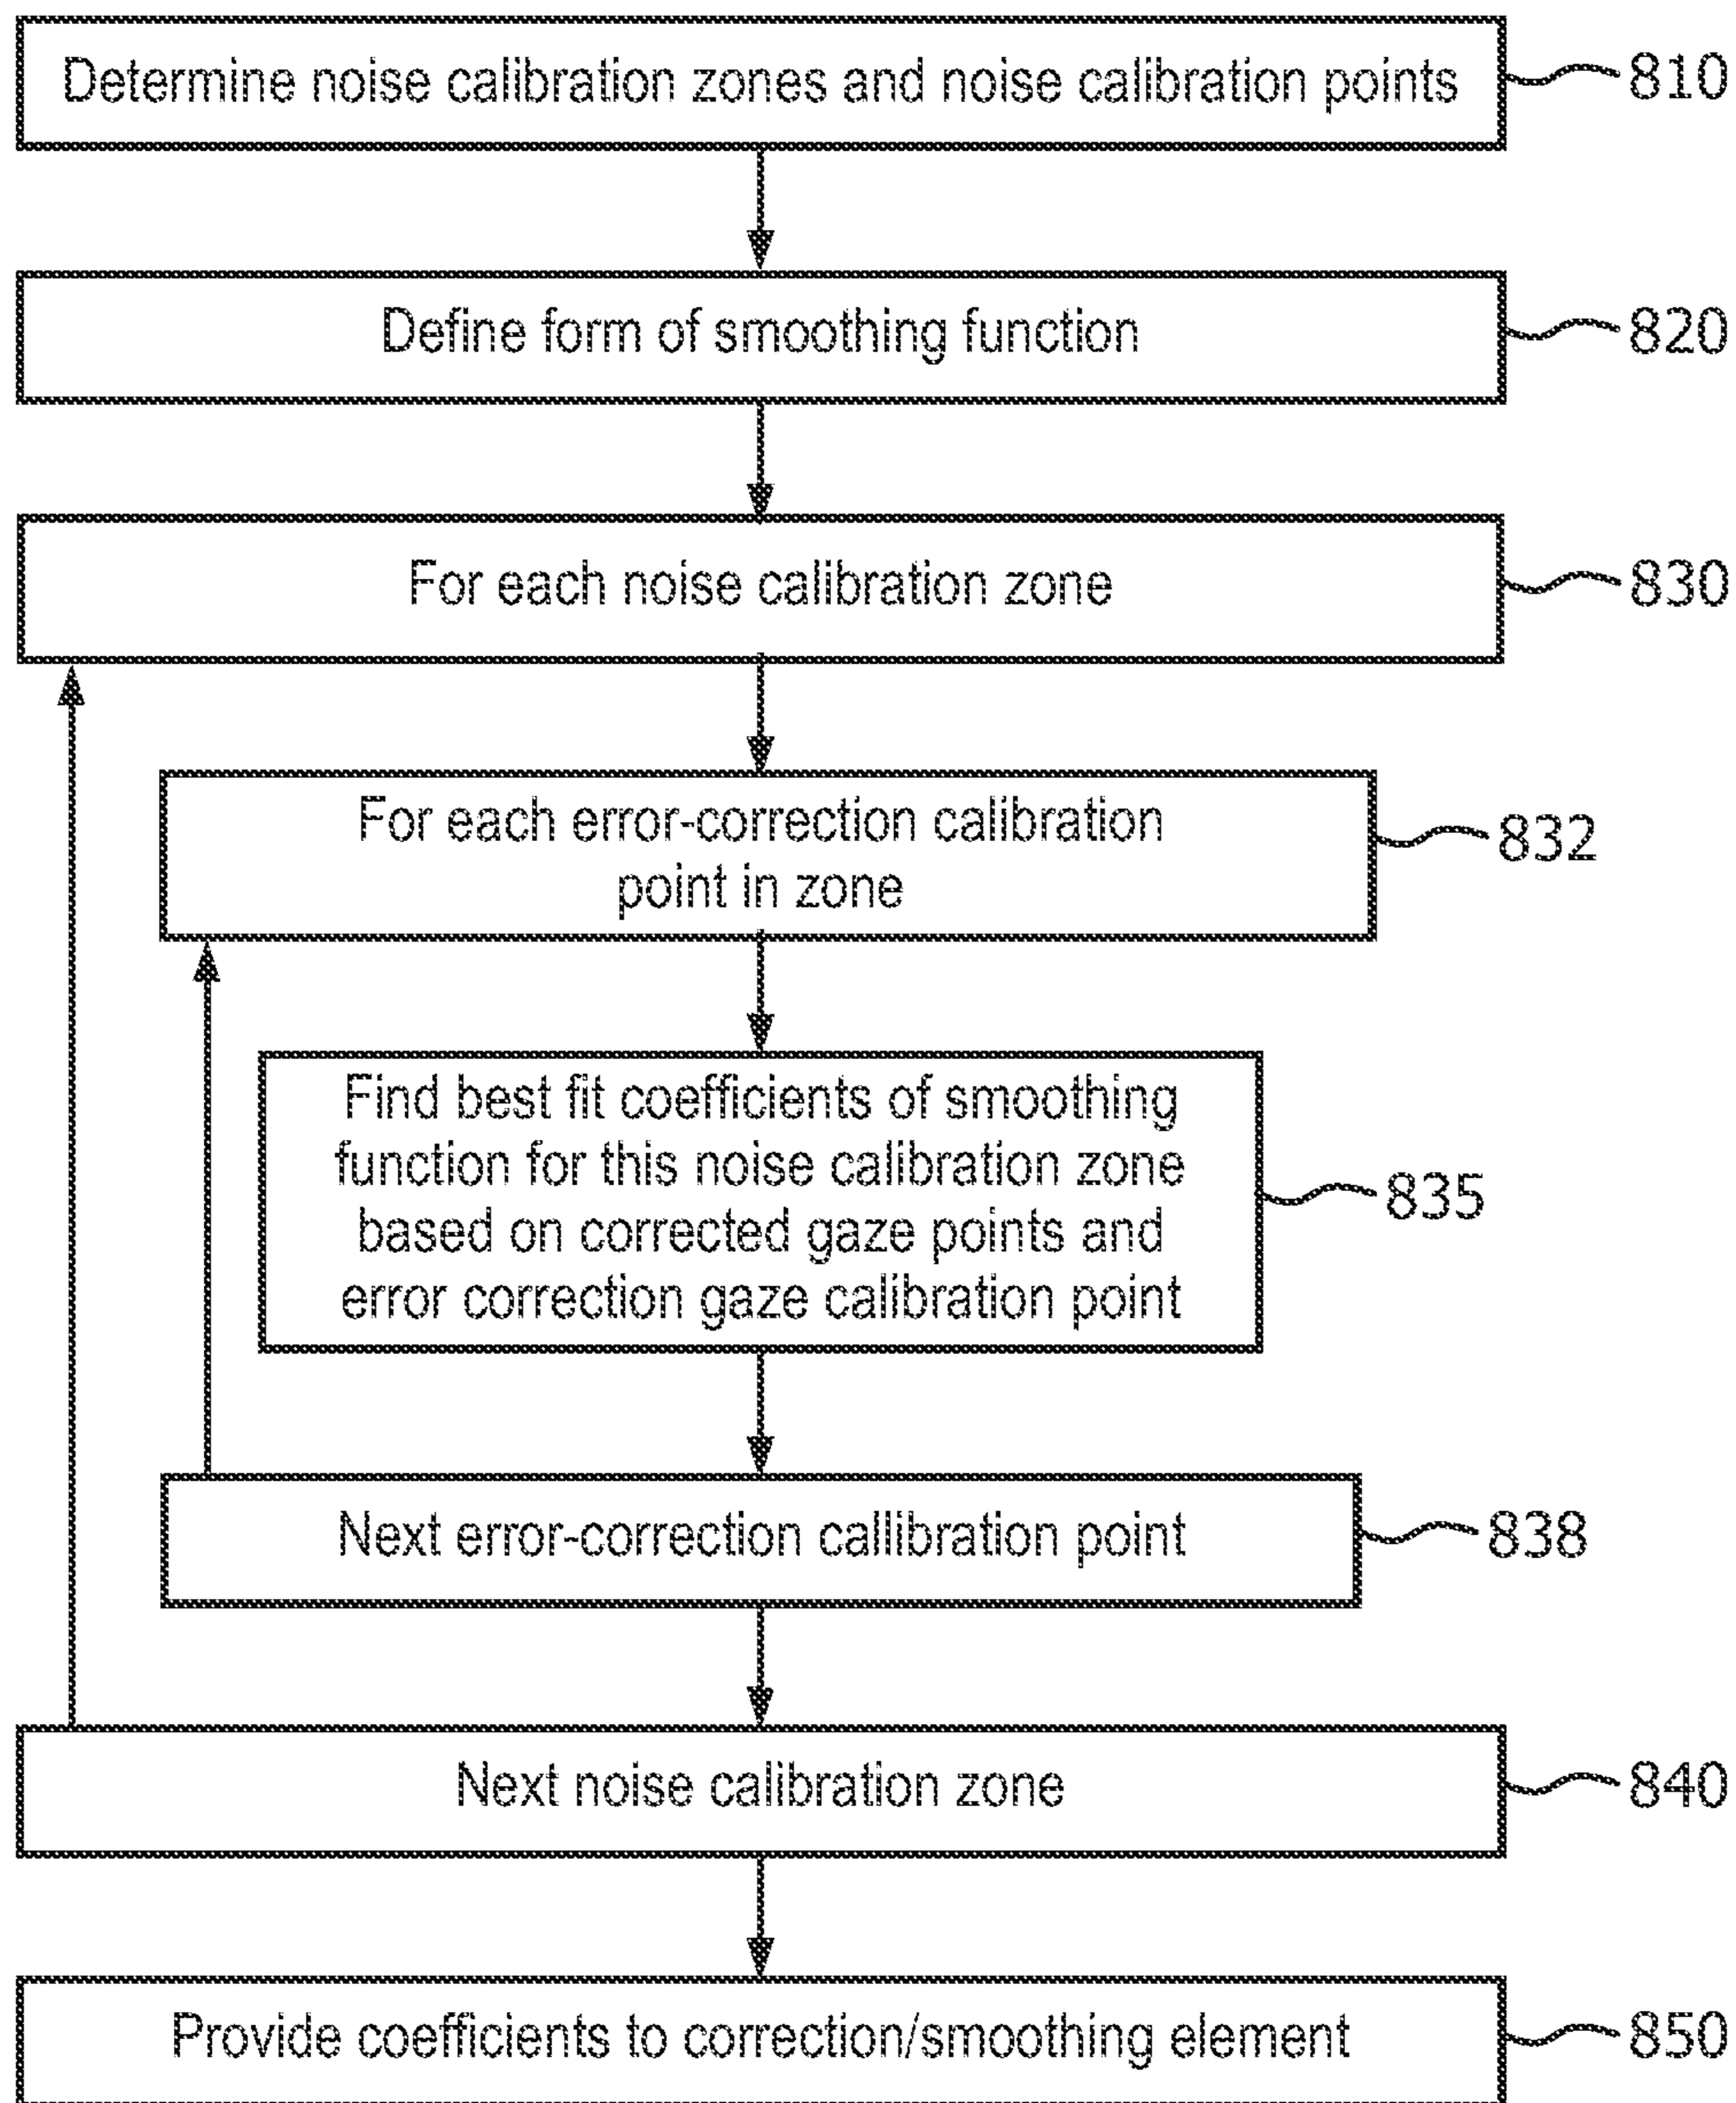 Determine noise calibration zones and noise calibration points
810
Define form of smoothing function
820
For each noise calibration zone
830
For each error-correction calibration
point in zone
832
Find best fit coefficients of smoothing
function for this noise calibration zone
based on corrected gaze points and
error correction gaze calibration point
835
Next error-correction callibration point
838
Next noise calibration zone
840
Provide coefficients to correction/smoothing element
850